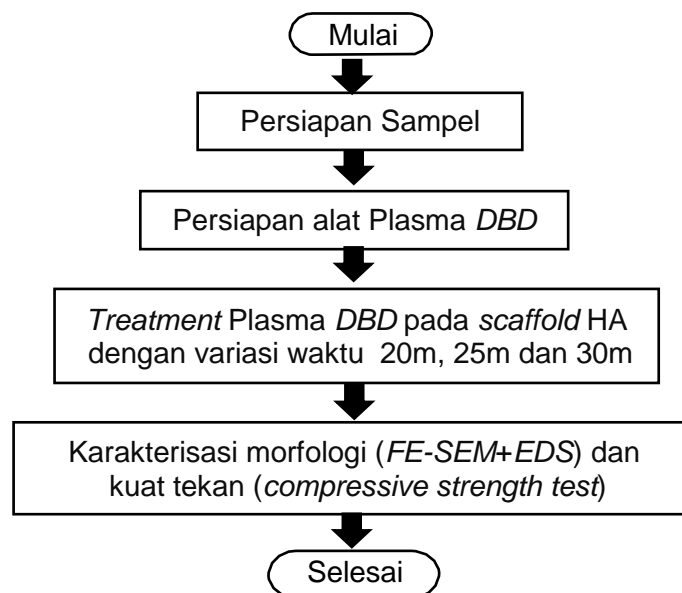 Mulai
Persiapan Sampel
Persiapan alat Plasma DBD
Treatment Plasma DBD pada scaffold HA
dengan variasi waktu 20m, 25m dan 30m
Karakterisasi morfologi (FE-SEM+EDS) dan
kuat tekan (compressive strength test)
Selesai